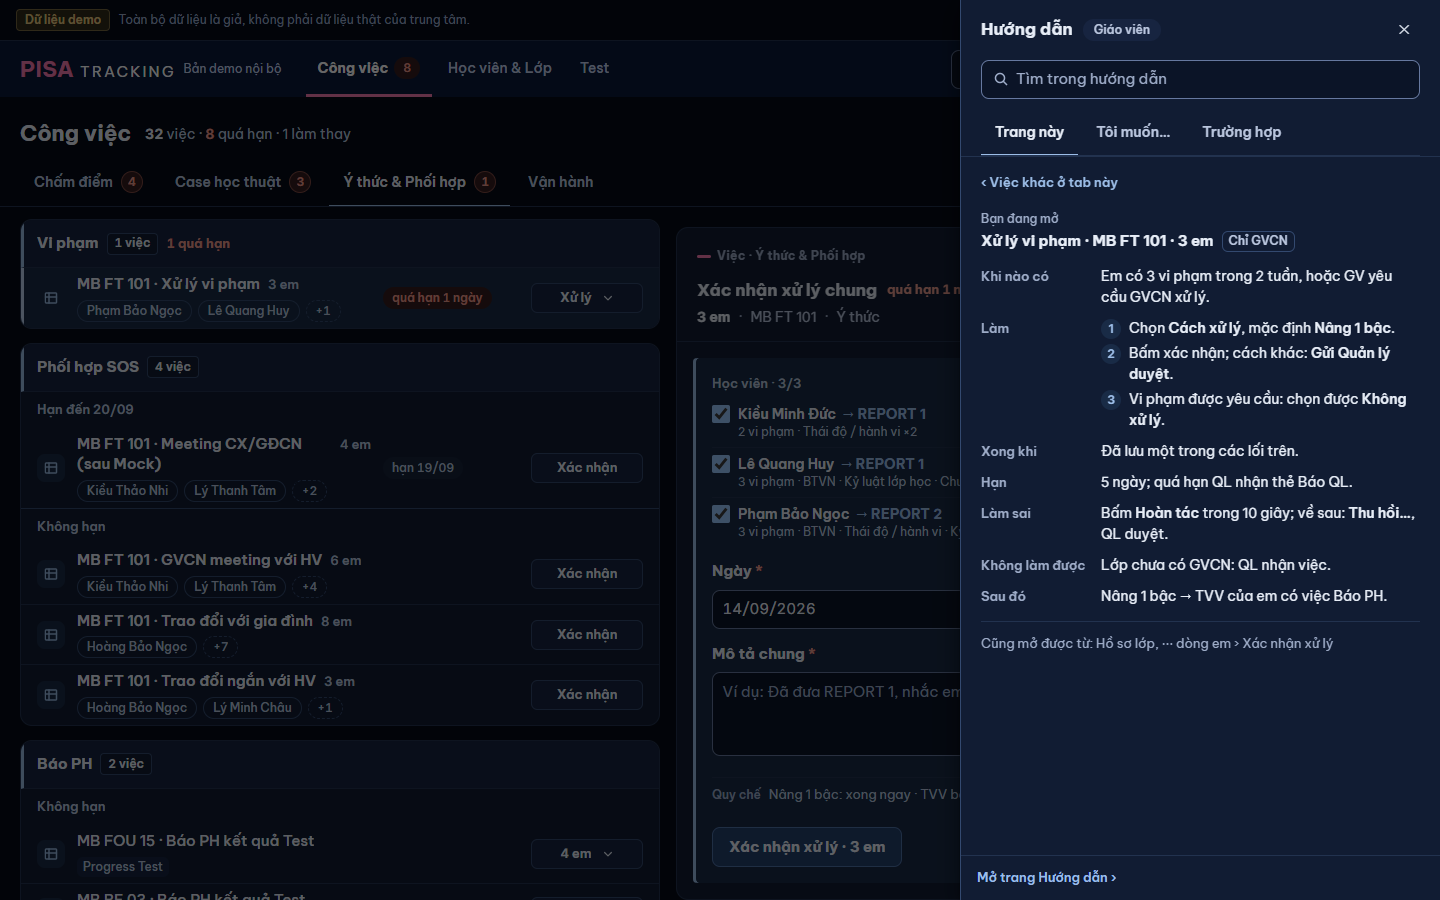 Dữ liệu demo Toàn bộ dữ liệu là giả, không phải dữ liệu thật của trung tâm.
PISA TRACKING Bản demo nội bộ
Công việc 8
Học viên & Lớp
Test
Công việc 32 việc · 8 quá hạn · 1 làm thay
Chấm điểm 4
Case học thuật 3
Ý thức & Phối hợp 1
Vận hành
Vi phạm 1 việc 1 quá hạn
MB FT 101 · Xử lý vi phạm 3 em
Phạm Bảo Ngọc Lê Quang Huy +1
quá hạn 1 ngày
Xử lý
Phối hợp SOS 4 việc
Hạn đến 20/09
MB FT 101 · Meeting CX/GĐCN 4 em
(sau Mock)
Kiều Thảo Nhi Lý Thanh Tâm +2
hạn 19/09
Xác nhận
Không hạn
MB FT 101 · GVCN meeting với HV 6 em
Kiều Thảo Nhi Lý Thanh Tâm +4
Xác nhận
MB FT 101 · Trao đổi với gia đình 8 em
Hoàng Bảo Ngọc +7
Xác nhận
MB FT 101 · Trao đổi ngắn với HV 3 em
Hoàng Bảo Ngọc Lý Minh Châu +1
Xác nhận
Báo PH 2 việc
Không hạn
MB FOU 15 · Báo PH kết quả Test
Progress Test
4 em
MB BF 03 · Báo PH kết quả Test
Việc · Ý thức & Phối hợp
Xác nhận xử lý chung quá hạn 1 n
3 em · MB FT 101 · Ý thức
Học viên · 3/3
Kiều Minh Đức → REPORT 1
2 vi phạm · Thái độ / hành vi ×2
Lê Quang Huy → REPORT 1
3 vi phạm · BTVN · Kỷ luật lớp học · Chu
Phạm Bảo Ngọc → REPORT 2
3 vi phạm · BTVN · Thái độ / hành vi · K
Ngày *
14/09/2026
Mô tả chung *
Ví dụ: Đã đưa REPORT 1, nhắc em
Quy chế Nâng 1 bậc: xong ngay · TVV b
Xác nhận xử lý · 3 em
Hướng dẫn Giáo viên
Tìm trong hướng dẫn
Trang này
Tôi muốn...
Trường hợp
‹ Việc khác ở tab này
Bạn đang mở
Xử lý vi phạm · MB FT 101 · 3 em Chỉ GVCN
Khi nào có Em có 3 vi phạm trong 2 tuần, hoặc GV yêu
cầu GVCN xử lý.
Làm 1 Chọn Cách xử lý, mặc định Nâng 1 bậc.
2 Bấm xác nhận; cách khác: Gửi Quản lý
duyệt.
3 Vi phạm được yêu cầu: chọn được Không
xử lý.
Xong khi Đã lưu một trong các lối trên.
Hạn 5 ngày; quá hạn QL nhận thẻ Báo QL.
Làm sai Bấm Hoàn tác trong 10 giây; về sau: Thu hồi...,
QL duyệt.
Không làm được Lớp chưa có GVCN: QL nhận việc.
Sau đó Nâng 1 bậc → TVV của em có việc Báo PH.
Cũng mở được từ: Hồ sơ lớp, ··· dòng em › Xác nhận xử lý
Mở trang Hướng dẫn ›